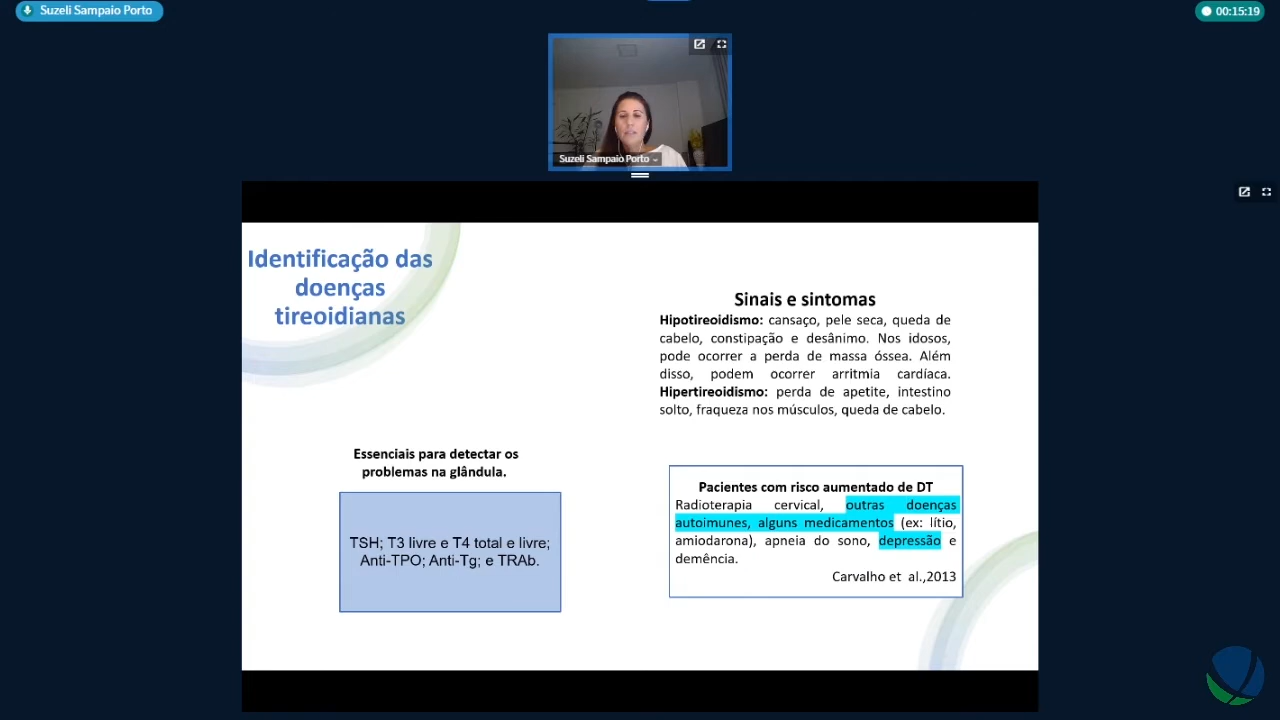 Suzeli Sampaio Porto
00:15:19
Suzeli Sampaio Porto
Identificação das
doenças
tireoidianas
Sinais e sintomas
Hipotireoidismo: cansaço, pele seca, queda de
cabelo, constipação e desânimo. Nos idosos,
pode ocorrer a perda de massa óssea. Além
disso, podem ocorrer arritmia cardíaca.
Hipertireoidismo: perda de apetite, intestino
solto, fraqueza nos músculos, queda de cabelo.
Essenciais para detectar os
problemas na glândula.
TSH; T3 livre e T4 total e livre;
Anti-TPO; Anti-Tg; e TRAb.
Pacientes com risco aumentado de DT
Radioterapia cervical, outras doenças
autoimunes, alguns medicamentos (ex: lítio,
amiodarona), apneia do sono, depressão e
demência.
Carvalho et al.,2013